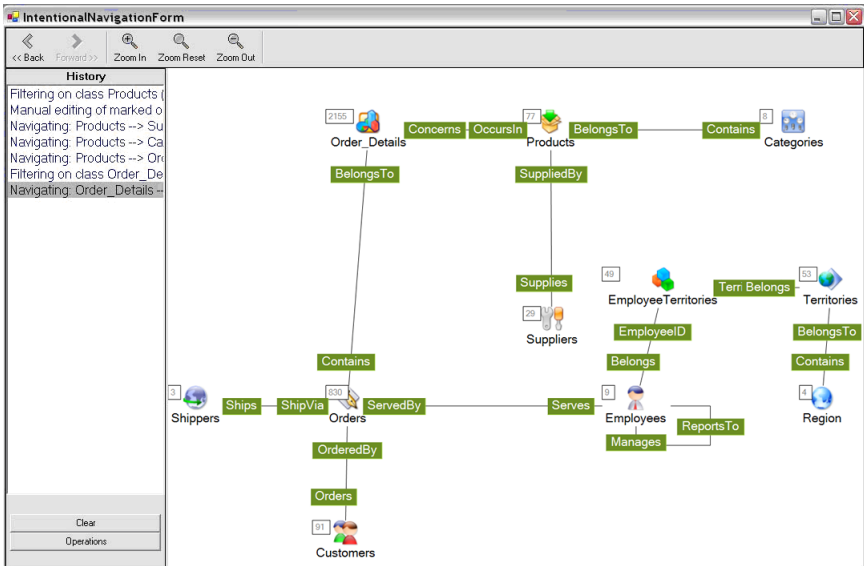 IntentionalNavigationForm
<< Back Forward >> Zoom In Zoom Reset Zoom Out
History
Filtering on class Products (
Manual editing of marked o
Navigating: Products --> Su
Navigating: Products --> Ca
Navigating: Products --> Ord
Filtering on class Order_De
Navigating: Order_Details --
Clear
Operations
2155 77 8
Concerns OccursIn BelongsTo Contains
Order_Details Products Categories
BelongsTo SuppliedBy
49 53
Supplies Terri Belongs
EmployeeTerritories Territories
29
Suppliers
EmployeeID BelongsTo
Contains Belongs Contains
3 830 9 4
Ships ShipVia ServedBy Serves
Shippers Orders Employees Region
ReportsTo
Manages
OrderedBy
Orders
91
Customers